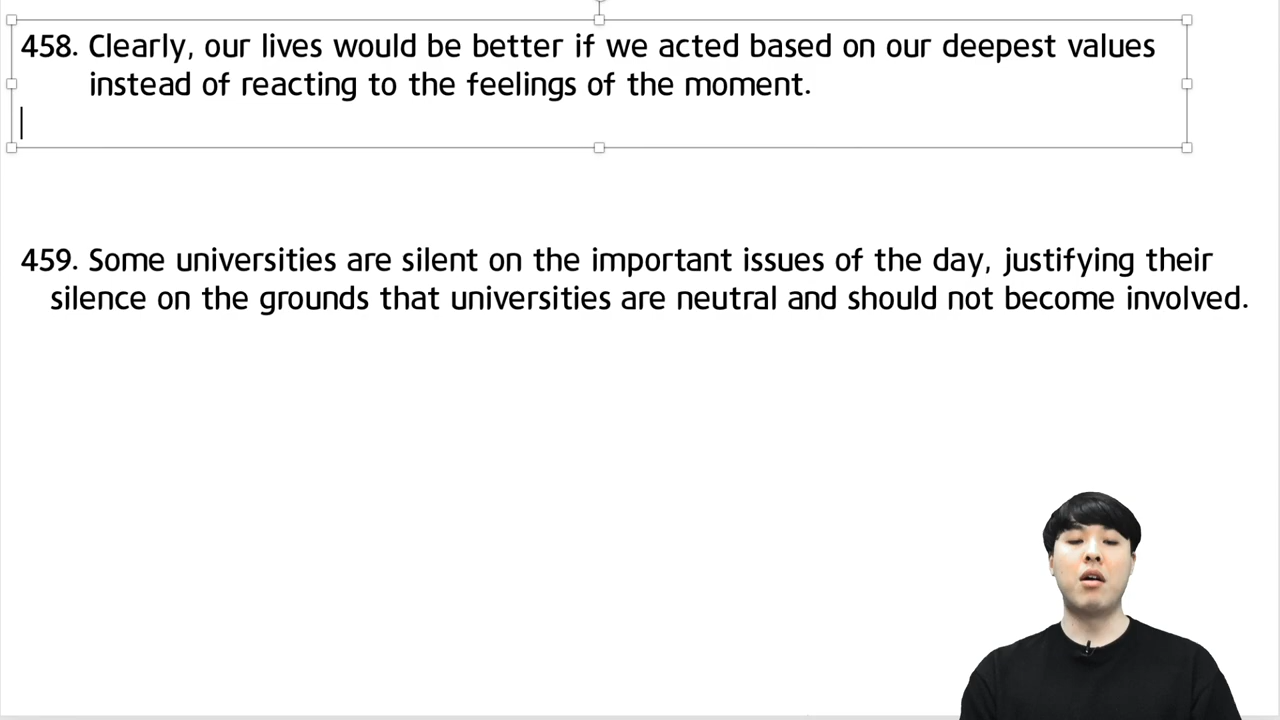 458. Clearly, our lives would be better if we acted based on our deepest values
instead of reacting to the feelings of the moment.
459. Some universities are silent on the important issues of the day, justifying their
silence on the grounds that universities are neutral and should not become involved.